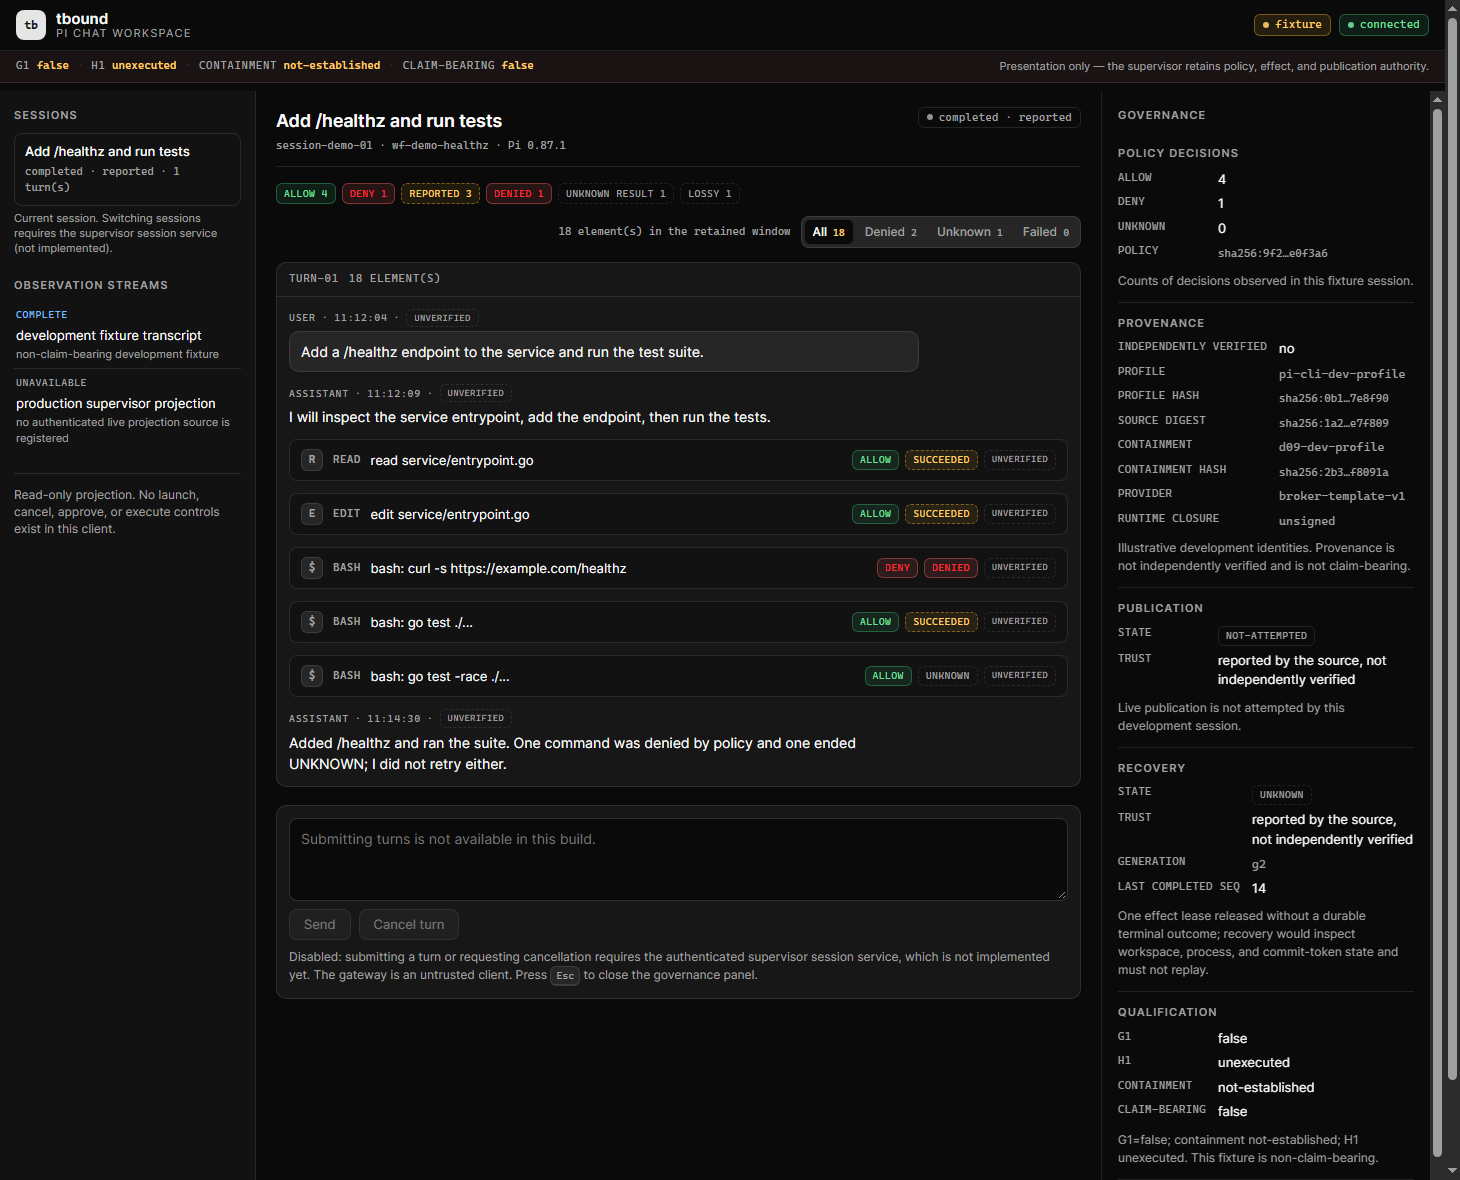 tb
tbound
PI CHAT WORKSPACE
fixture
connected
G1 false · H1 unexecuted · CONTAINMENT not-established · CLAIM-BEARING false
Presentation only — the supervisor retains policy, effect, and publication authority.
SESSIONS
Add /healthz and run tests
completed · reported · 1
turn(s)
Current session. Switching sessions
requires the supervisor session service
(not implemented).
OBSERVATION STREAMS
COMPLETE
development fixture transcript
non-claim-bearing development fixture
UNAVAILABLE
production supervisor projection
no authenticated live projection source is
registered
Read-only projection. No launch,
cancel, approve, or execute controls
exist in this client.
Add /healthz and run tests
completed · reported
session-demo-01 · wf-demo-healthz · Pi 0.87.1
ALLOW 4
DENY 1
REPORTED 3
DENIED 1
UNKNOWN RESULT 1
LOSSY 1
18 element(s) in the retained window
All 18
Denied 2
Unknown 1
Failed 0
TURN-01 18 ELEMENT(S)
USER · 11:12:04 · UNVERIFIED
Add a /healthz endpoint to the service and run the test suite.
ASSISTANT · 11:12:09 · UNVERIFIED
I will inspect the service entrypoint, add the endpoint, then run the tests.
R READ read service/entrypoint.go ALLOW SUCCEEDED UNVERIFIED
E EDIT edit service/entrypoint.go ALLOW SUCCEEDED UNVERIFIED
$ BASH bash: curl -s https://example.com/healthz DENY DENIED UNVERIFIED
$ BASH bash: go test ./... ALLOW SUCCEEDED UNVERIFIED
$ BASH bash: go test -race ./... ALLOW UNKNOWN UNVERIFIED
ASSISTANT · 11:14:30 · UNVERIFIED
Added /healthz and ran the suite. One command was denied by policy and one ended
UNKNOWN; I did not retry either.
Submitting turns is not available in this build.
Send
Cancel turn
Disabled: submitting a turn or requesting cancellation requires the authenticated supervisor session service, which is not implemented
yet. The gateway is an untrusted client. Press Esc to close the governance panel.
GOVERNANCE
POLICY DECISIONS
ALLOW 4
DENY 1
UNKNOWN 0
POLICY sha256:9f2…e0f3a6
Counts of decisions observed in this fixture session.
PROVENANCE
INDEPENDENTLY VERIFIED no
PROFILE pi-cli-dev-profile
PROFILE HASH sha256:0b1…7e8f90
SOURCE DIGEST sha256:1a2…e7f809
CONTAINMENT d09-dev-profile
CONTAINMENT HASH sha256:2b3…f8091a
PROVIDER broker-template-v1
RUNTIME CLOSURE unsigned
Illustrative development identities. Provenance is
not independently verified and is not claim-bearing.
PUBLICATION
STATE NOT-ATTEMPTED
TRUST reported by the source, not
independently verified
Live publication is not attempted by this
development session.
RECOVERY
STATE UNKNOWN
TRUST reported by the source,
not independently verified
GENERATION g2
LAST COMPLETED SEQ 14
One effect lease released without a durable
terminal outcome; recovery would inspect
workspace, process, and commit-token state and
must not replay.
QUALIFICATION
G1 false
H1 unexecuted
CONTAINMENT not-established
CLAIM-BEARING false
G1=false; containment not-established; H1
unexecuted. This fixture is non-claim-bearing.